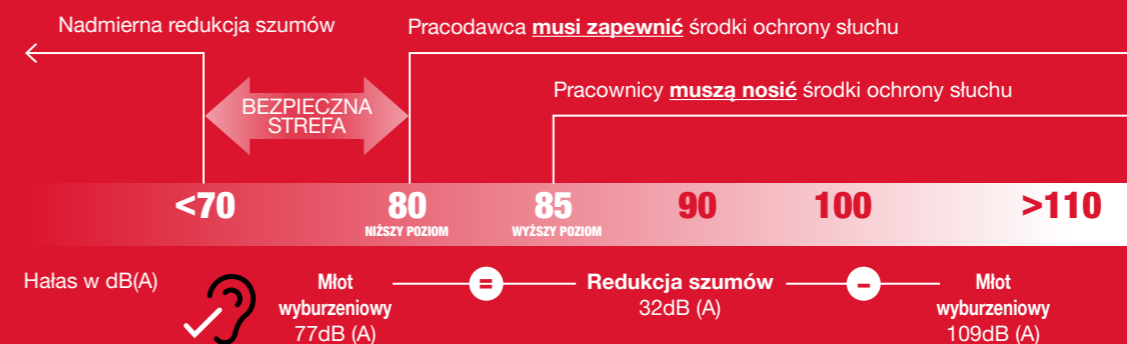 Nadmierna redukcja szumów
Pracodawca musi zapewnić środki ochrony słuchu
BEZPIECZNA
STREFA
Pracownicy muszą nosić środki ochrony słuchu
<70
80
NIŻSZY POZIOM
85
WYŻSZY POZIOM
90
100
>110
Hałas w dB(A)
Młot
wyburzeniowy
77dB (A)
=
Redukcja szumów
32dB (A)
-
Młot
wyburzeniowy
109dB (A)